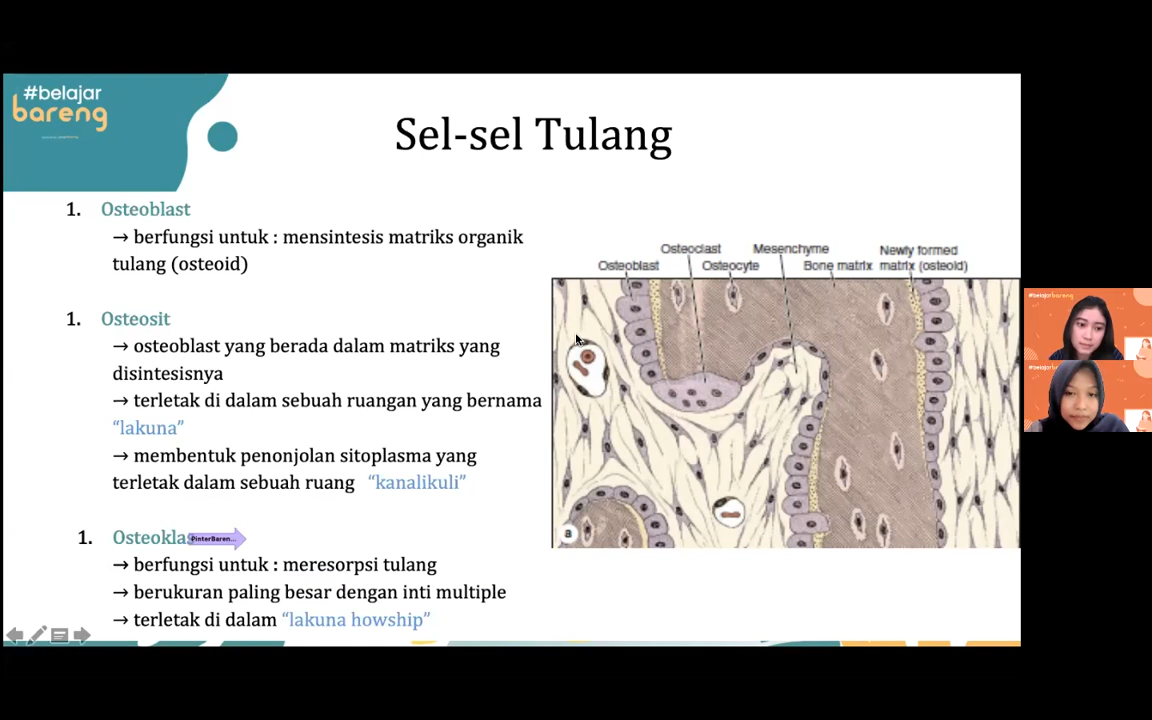 #belajar
bareng
Sel-sel Tulang
1. Osteoblast
→ berfungsi untuk : mensintesis matriks organik
tulang (osteoid)
1. Osteosit
→ osteoblast yang berada dalam matriks yang
disintesisnya
→ terletak di dalam sebuah ruangan yang bernama
“lakuna”
→ membentuk penonjolan sitoplasma yang
terletak dalam sebuah ruang “kanalikuli”
1. Osteokla
PinterBaren...
→ berfungsi untuk : meresorpsi tulang
→ berukuran paling besar dengan inti multiple
→ terletak di dalam “lakuna howship”
Osteoclast Mesenchyme Newly formed
Osteoblast Osteocyte Bone matrix matrix (osteoid)
a
#belajarbareng